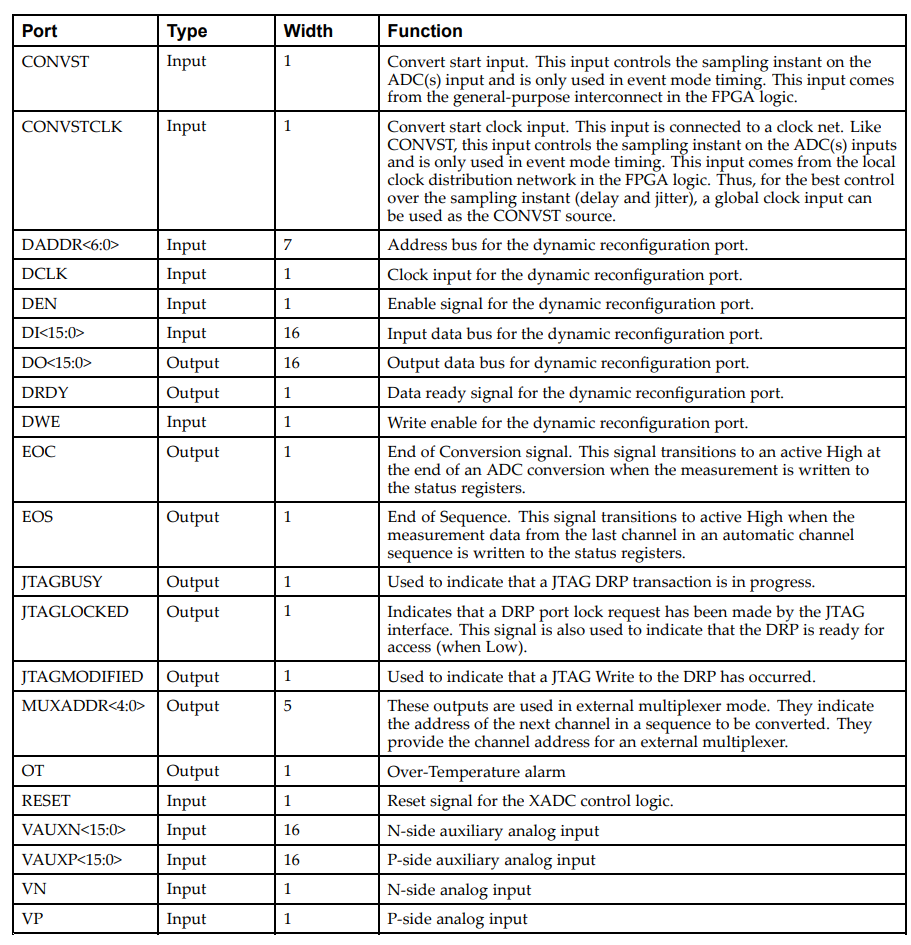 Port Type Width Function
CONVST Input 1 Convert start input. This input controls the sampling instant on the
ADC(s) input and is only used in event mode timing. This input comes
from the general-purpose interconnect in the FPGA logic.
CONVSTCLK Input 1 Convert start clock input. This input is connected to a clock net. Like
CONVST, this input controls the sampling instant on the ADC(s) inputs
and is only used in event mode timing. This input comes from the local
clock distribution network in the FPGA logic. Thus, for the best control
over the sampling instant (delay and jitter), a global clock input can
be used as the CONVST source.
DADDR<6:0> Input 7 Address bus for the dynamic reconfiguration port.
DCLK Input 1 Clock input for the dynamic reconfiguration port.
DEN Input 1 Enable signal for the dynamic reconfiguration port.
DI<15:0> Input 16 Input data bus for the dynamic reconfiguration port.
DO<15:0> Output 16 Output data bus for dynamic reconfiguration port.
DRDY Output 1 Data ready signal for the dynamic reconfiguration port.
DWE Input 1 Write enable for the dynamic reconfiguration port.
EOC Output 1 End of Conversion signal. This signal transitions to an active High at
the end of an ADC conversion when the measurement is written to
the status registers.
EOS Output 1 End of Sequence. This signal transitions to active High when the
measurement data from the last channel in an automatic channel
sequence is written to the status registers.
JTAGBUSY Output 1 Used to indicate that a JTAG DRP transaction is in progress.
JTAGLOCKED Output 1 Indicates that a DRP port lock request has been made by the JTAG
interface. This signal is also used to indicate that the DRP is ready for
access (when Low).
JTAGMODIFIED Output 1 Used to indicate that a JTAG Write to the DRP has occurred.
MUXADDR<4:0> Output 5 These outputs are used in external multiplexer mode. They indicate
the address of the next channel in a sequence to be converted. They
provide the channel address for an external multiplexer.
OT Output 1 Over-Temperature alarm
RESET Input 1 Reset signal for the XADC control logic.
VAUXN<15:0> Input 16 N-side auxiliary analog input
VAUXP<15:0> Input 16 P-side auxiliary analog input
VN Input 1 N-side analog input
VP Input 1 P-side analog input